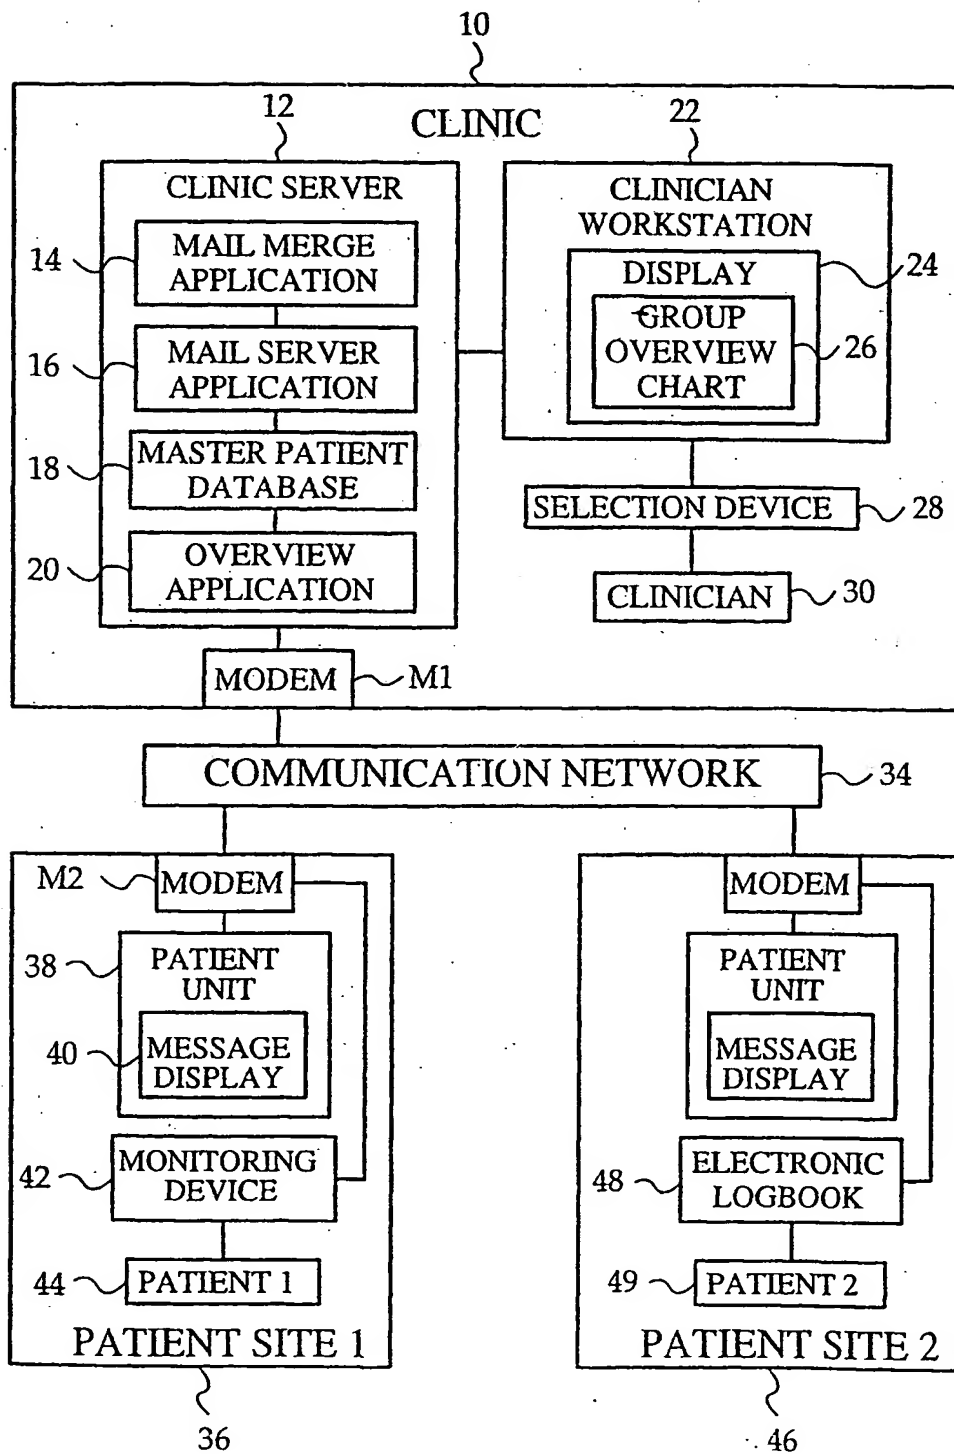 10
12
CLINIC
22
CLINIC SERVER
CLINICIAN
WORKSTATION
14
MAIL MERGE
APPLICATION
DISPLAY
24
GROUP
OVERVIEW
CHART
26
16
MAIL SERVER
APPLICATION
18
MASTER PATIENT
DATABASE
SELECTION DEVICE
28
20
OVERVIEW
APPLICATION
CLINICIAN
30
MODEM
M1
COMMUNICATION NETWORK
34
M2
MODEM
38
PATIENT
UNIT
40
MESSAGE
DISPLAY
42
MONITORING
DEVICE
44
PATIENT 1
PATIENT SITE 1
36
MODEM
PATIENT
UNIT
MESSAGE
DISPLAY
48
ELECTRONIC
LOGBOOK
49
PATIENT 2
PATIENT SITE 2
46